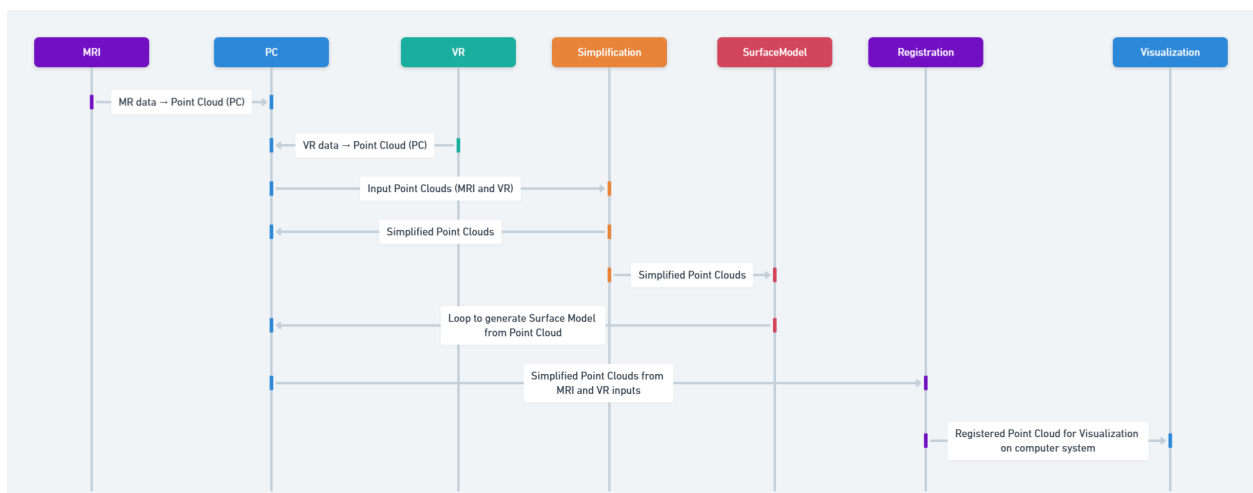 MRI
PC
VR
Simplification
SurfaceModel
Registration
Visualization
MR data → Point Cloud (PC)
VR data → Point Cloud (PC)
Input Point Clouds (MRI and VR)
Simplified Point Clouds
Simplified Point Clouds
Loop to generate Surface Model
from Point Cloud
Simplified Point Clouds from
MRI and VR inputs
Registered Point Cloud for Visualization
on computer system